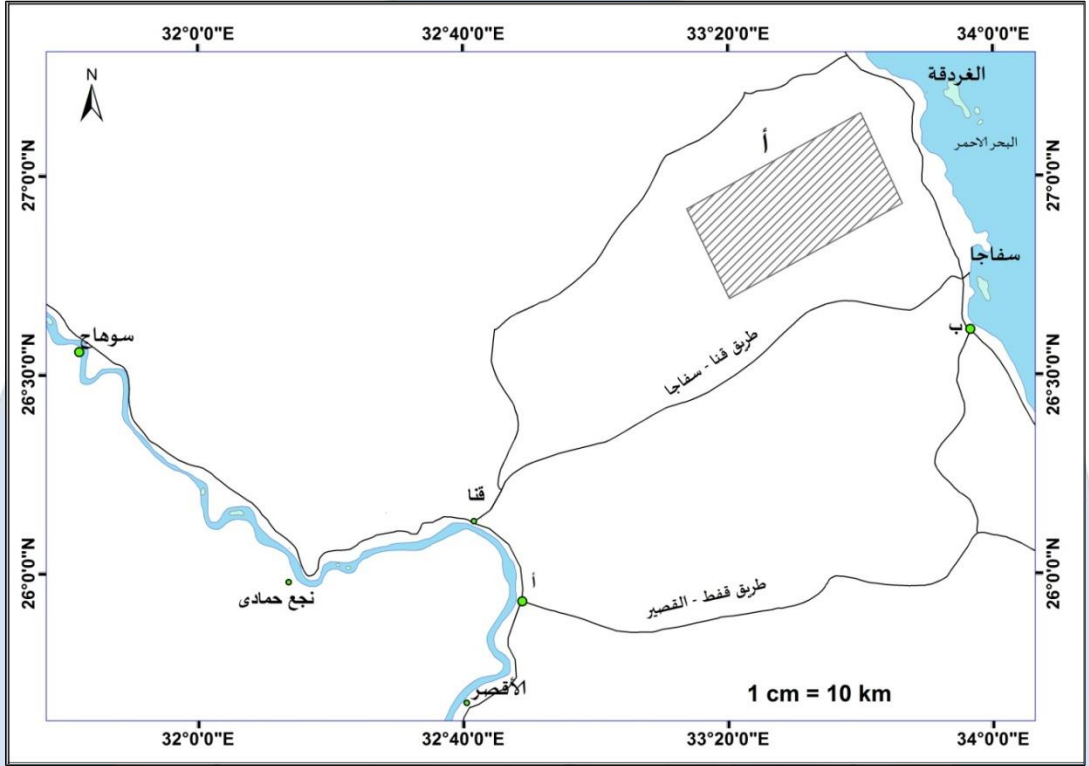 32°0'0"E 32°40'0"E 33°20'0"E 34°0'0"E
N
الغردقة
أ
البحر الاحمر
27°0'0"N 27°0'0"N
سفاجا
سوهاج
ب
طريق قنا - سفاجا
26°30'0"N 26°30'0"N
قنا
أ
26°0'0"N 26°0'0"N
نجع حمادى
طريق قفط - القصير
الأقصر
1 cm = 10 km
32°0'0"E 32°40'0"E 33°20'0"E 34°0'0"E